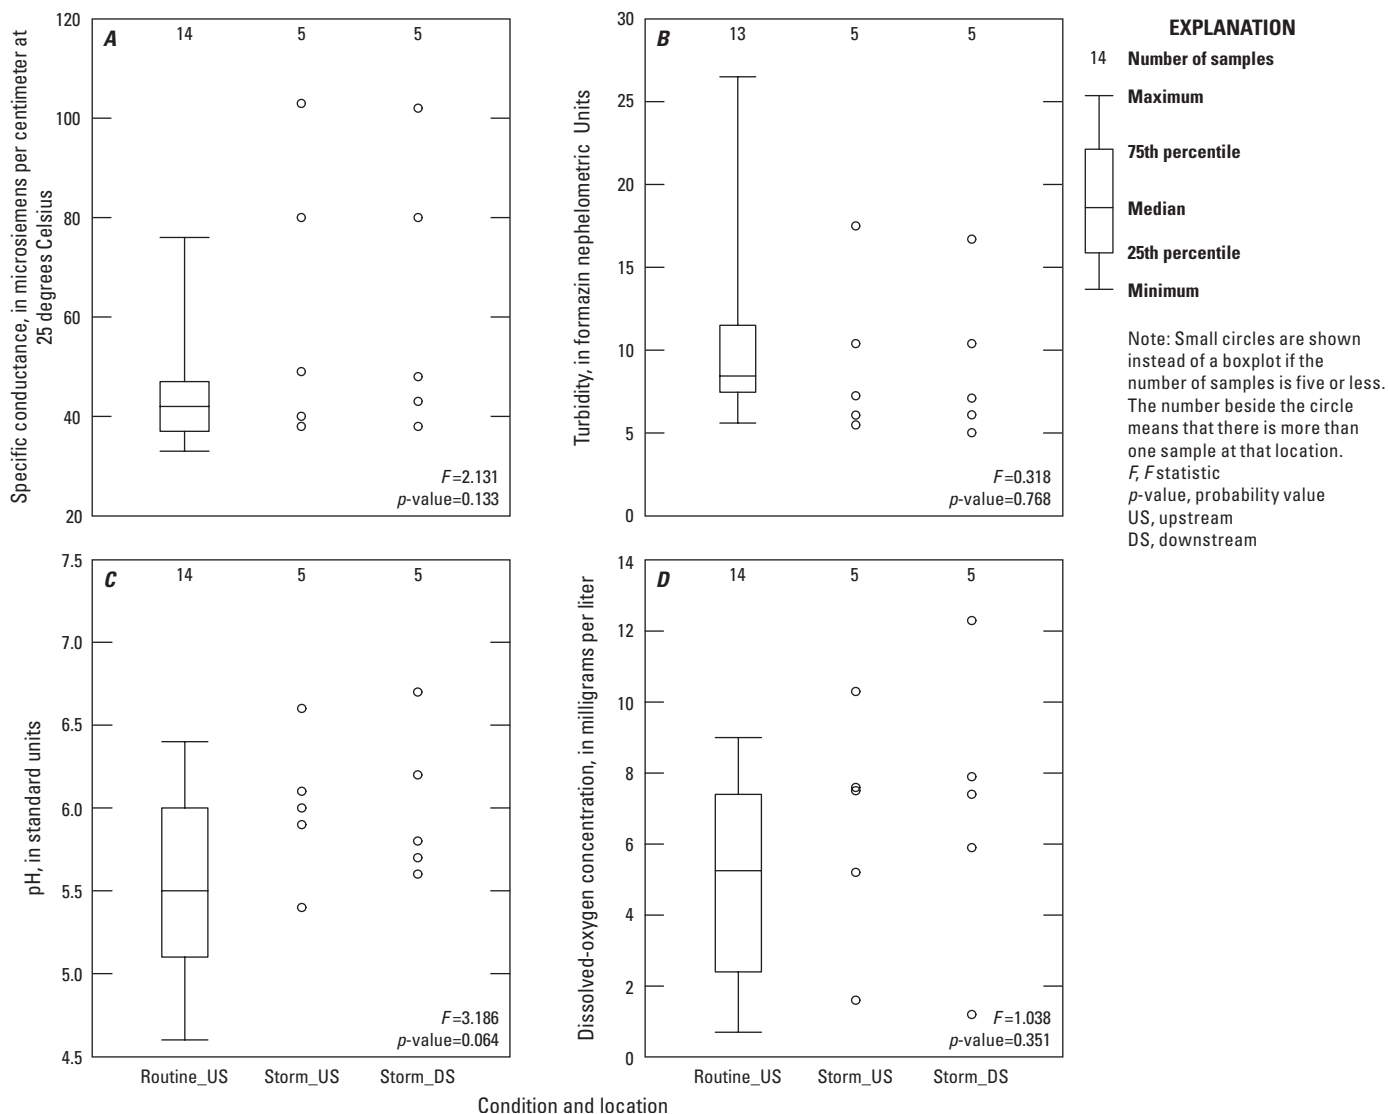 A
14
5
5
120
100
80
60
40
20
Specific conductance, in microsiemens per centimeter at
25 degrees Celsius
F=2.131
p-value=0.133
B
13
5
5
30
25
20
15
10
5
0
Turbidity, in formazin nephelometric Units
F=0.318
p-value=0.768
EXPLANATION
14 Number of samples
Maximum
75th percentile
Median
25th percentile
Minimum
Note: Small circles are shown
instead of a boxplot if the
number of samples is five or less.
The number beside the circle
means that there is more than
one sample at that location.
F, F statistic
p-value, probability value
US, upstream
DS, downstream
C
14
5
5
7.5
7.0
6.5
6.0
5.5
5.0
4.5
pH, in standard units
F=3.186
p-value=0.064
Routine_US Storm_US Storm_DS
D
14
5
5
14
12
10
8
6
4
2
0
Dissolved-oxygen concentration, in milligrams per liter
F=1.038
p-value=0.351
Routine_US Storm_US Storm_DS
Condition and location